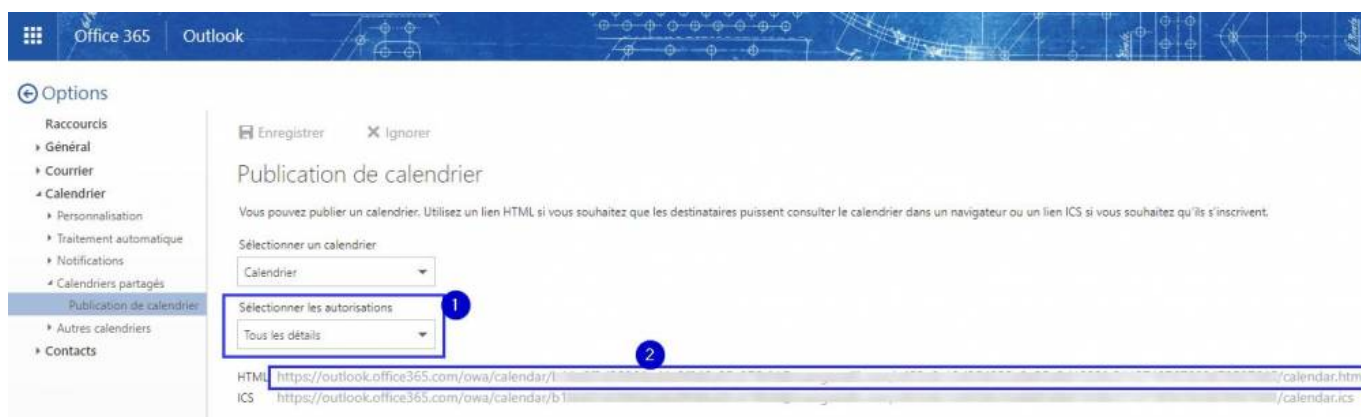 Office 365 Outlook
Options
Raccourcis
Général
Courrier
Calendrier
Personnalisation
Traitement automatique
Notifications
Calendriers partagés
Publication de calendrier
Autres calendriers
Contacts
Enregistrer Ignorer
Publication de calendrier
Vous pouvez publier un calendrier. Utilisez un lien HTML si vous souhaitez que les destinataires puissent consulter le calendrier dans un navigateur ou un lien ICS si vous souhaitez qu'ils s'inscrivent.
Sélectionner un calendrier
Calendrier
Sélectionner les autorisations 1
Tous les détails
2
HTML https://outlook.office365.com/owa/calendar/ /calendar.htm
ICS https://outlook.office365.com/owa/calendar/b1 /calendar.ics